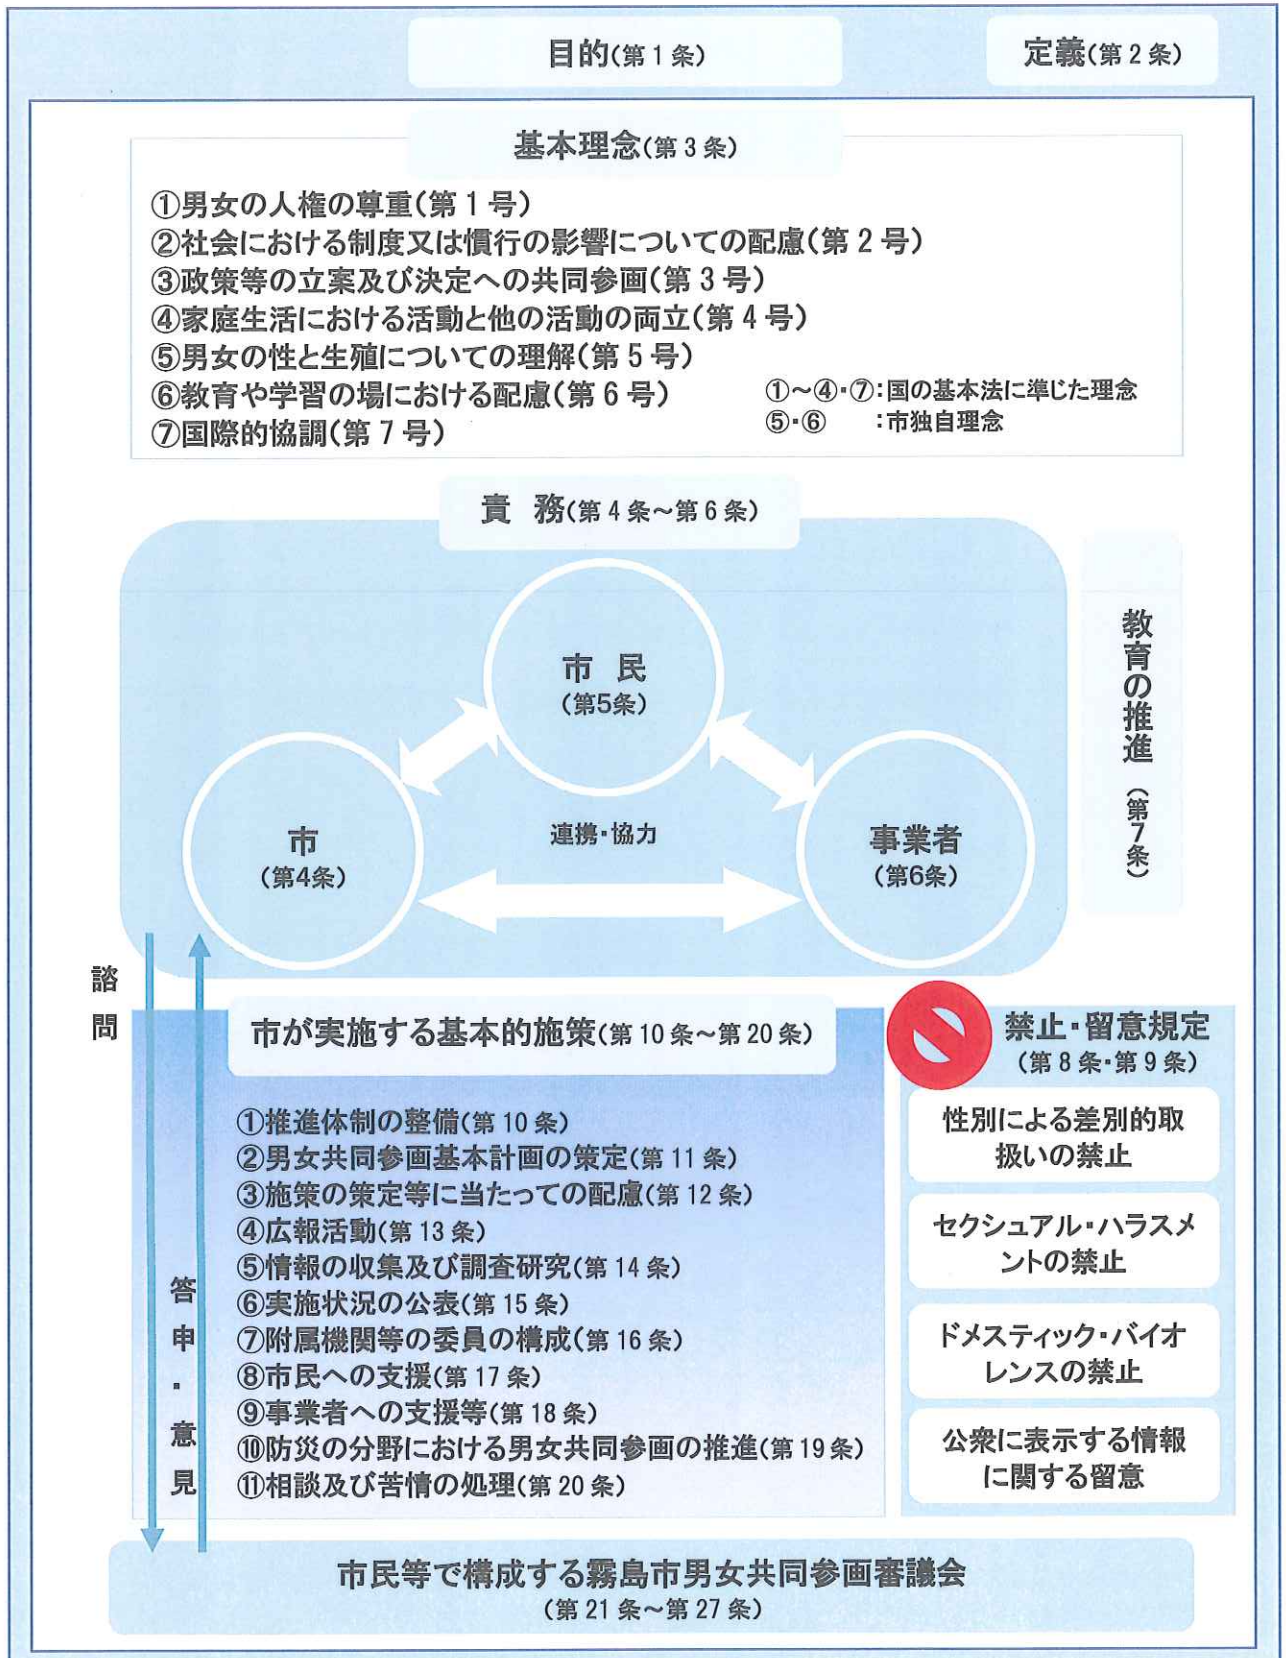 目的(第1条)
定義(第2条)
基本理念(第3条)
①男女の人権の尊重(第1号)
②社会における制度又は慣行の影響についての配慮(第2号)
③政策等の立案及び決定への共同参画(第3号)
④家庭生活における活動と他の活動の両立(第4号)
⑤男女の性と生殖についての理解(第5号)
⑥教育や学習の場における配慮(第6号)
⑦国際的協調(第7号)
①～④・⑦:国の基本法に準じた理念
⑤・⑥　　:市独自理念
責　務(第4条～第6条)
市　民
(第5条)
市
(第4条)
連携・協力
事業者
(第6条)
教育の推進（第7条）
諮問
答申・意見
市が実施する基本的施策(第10条～第20条)
①推進体制の整備(第10条)
②男女共同参画基本計画の策定(第11条)
③施策の策定等に当たっての配慮(第12条)
④広報活動(第13条)
⑤情報の収集及び調査研究(第14条)
⑥実施状況の公表(第15条)
⑦附属機関等の委員の構成(第16条)
⑧市民への支援(第17条)
⑨事業者への支援等(第18条)
⑩防災の分野における男女共同参画の推進(第19条)
⑪相談及び苦情の処理(第20条)
禁止・留意規定
(第8条・第9条)
性別による差別的取
扱いの禁止
セクシュアル・ハラスメ
ントの禁止
ドメスティック・バイオ
レンスの禁止
公衆に表示する情報
に関する留意
市民等で構成する霧島市男女共同参画審議会
(第21条～第27条)